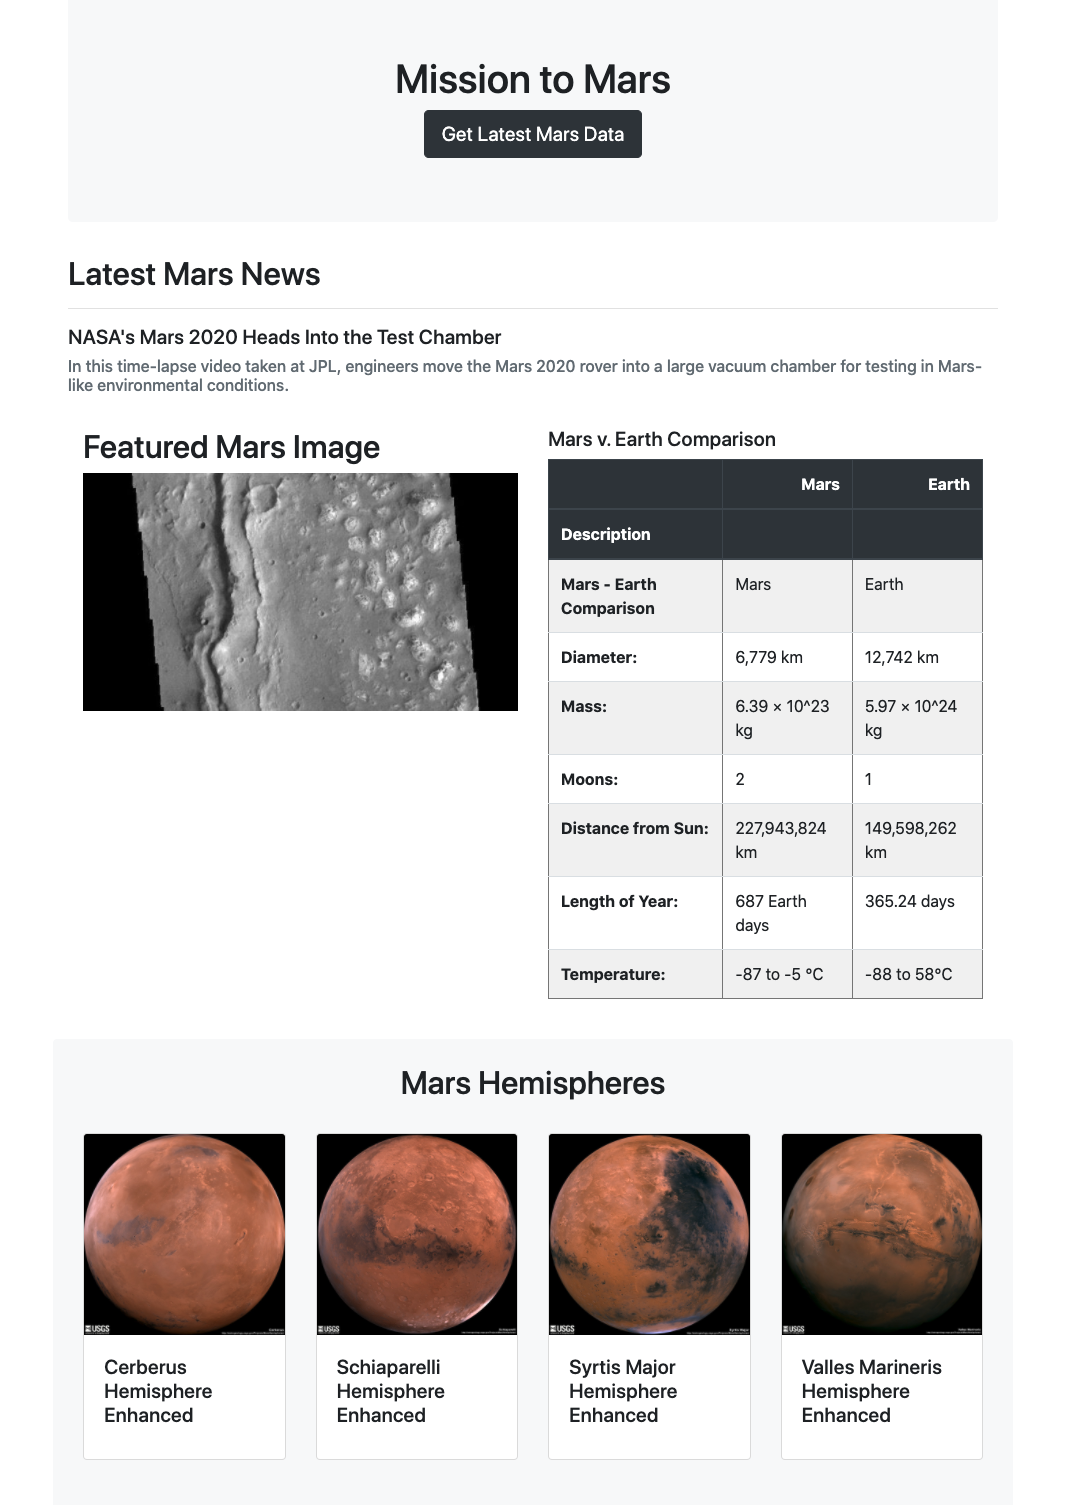 Mission to Mars
Get Latest Mars Data
Latest Mars News
NASA's Mars 2020 Heads Into the Test Chamber
In this time-lapse video taken at JPL, engineers move the Mars 2020 rover into a large vacuum chamber for testing in Mars-
like environmental conditions.
Featured Mars Image
Mars v. Earth Comparison
Mars Earth
Description
Mars - Earth Comparison Mars Earth
Diameter: 6,779 km 12,742 km
Mass: 6.39 × 10^23 kg 5.97 × 10^24 kg
Moons: 2 1
Distance from Sun: 227,943,824 km 149,598,262 km
Length of Year: 687 Earth days 365.24 days
Temperature: -87 to -5 °C -88 to 58°C
Mars Hemispheres
USGS USGS USGS USGS
Cerberus
Hemisphere
Enhanced
Schiaparelli
Hemisphere
Enhanced
Syrtis Major
Hemisphere
Enhanced
Valles Marineris
Hemisphere
Enhanced